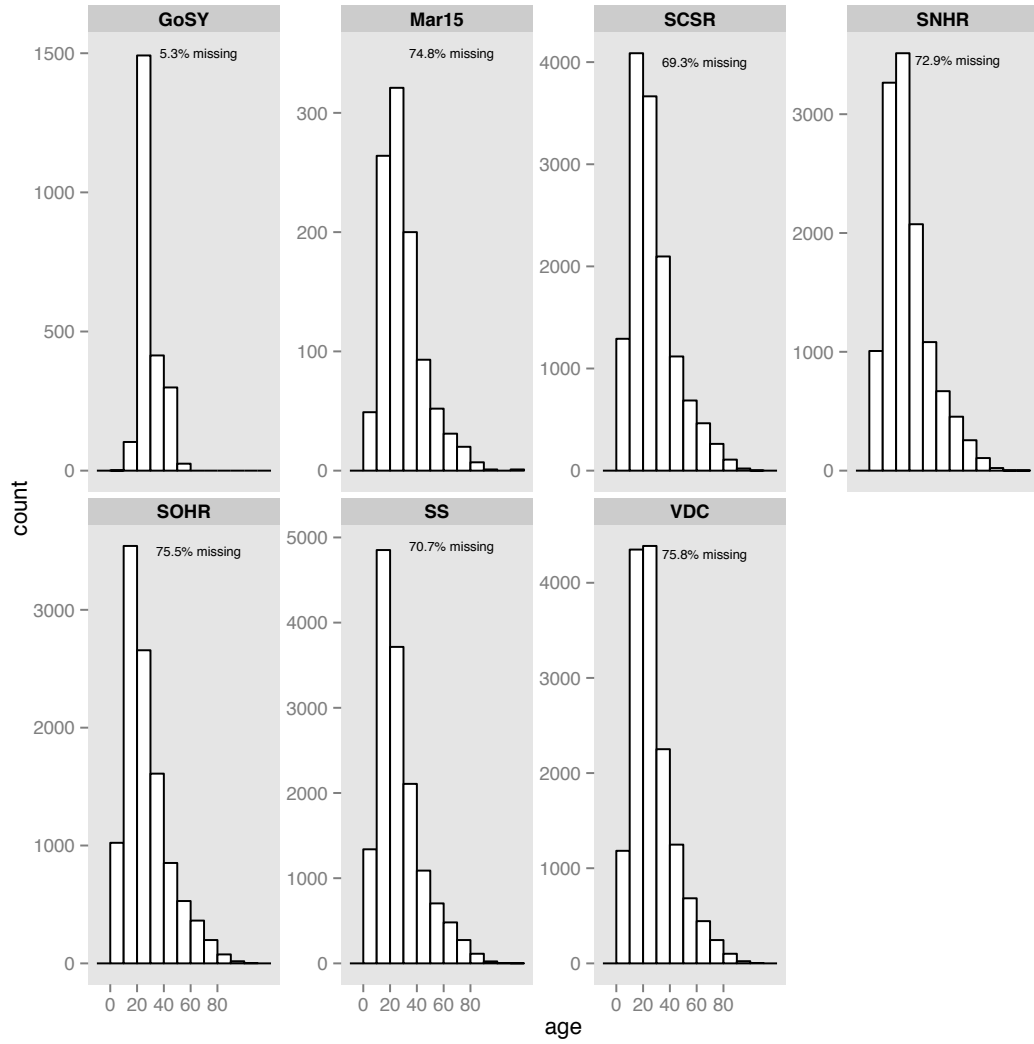 GoSY
Mar15
SCSR
SNHR
5.3% missing
74.8% missing
69.3% missing
72.9% missing
1500
1000
500
0
300
200
100
0
4000
3000
2000
1000
0
3000
2000
1000
0
count
SOHR
SS
VDC
75.5% missing
70.7% missing
75.8% missing
3000
2000
1000
0
5000
4000
3000
2000
1000
0
4000
3000
2000
1000
0
0 20 40 60 80
0 20 40 60 80
0 20 40 60 80
age